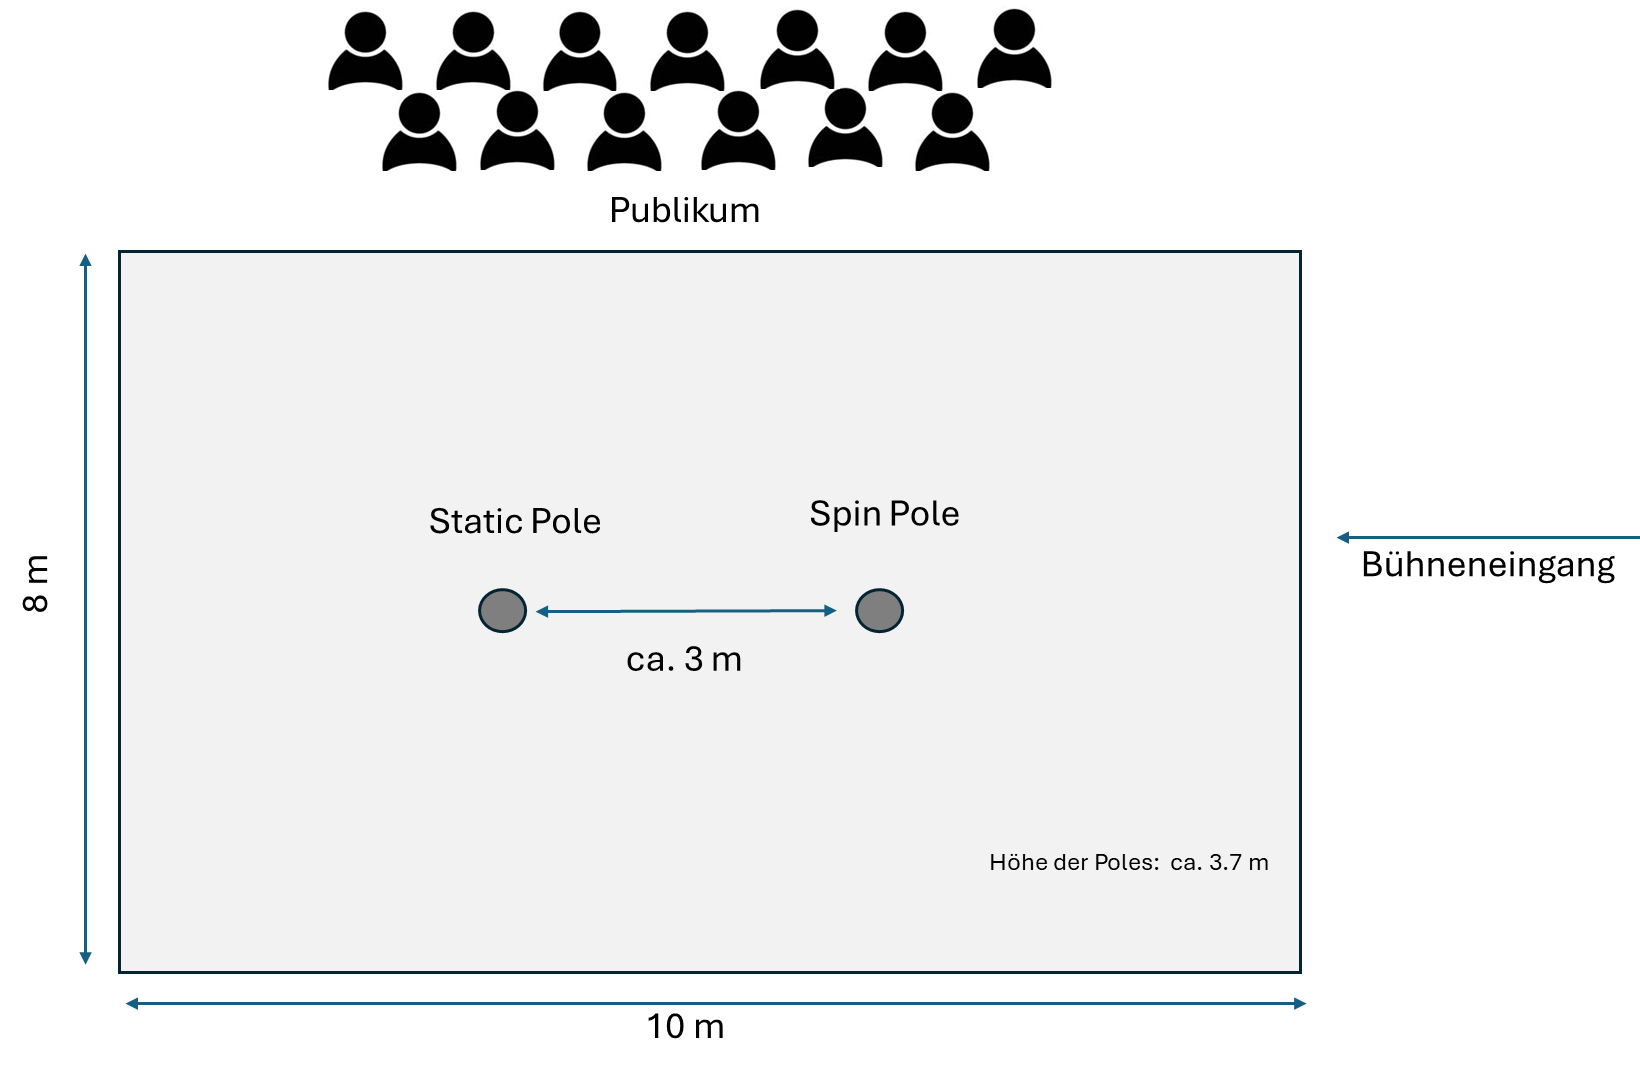 Publikum
Static Pole
Spin Pole
Bühneneingang
8 m
ca. 3 m
Höhe der Poles: ca. 3.7 m
10 m